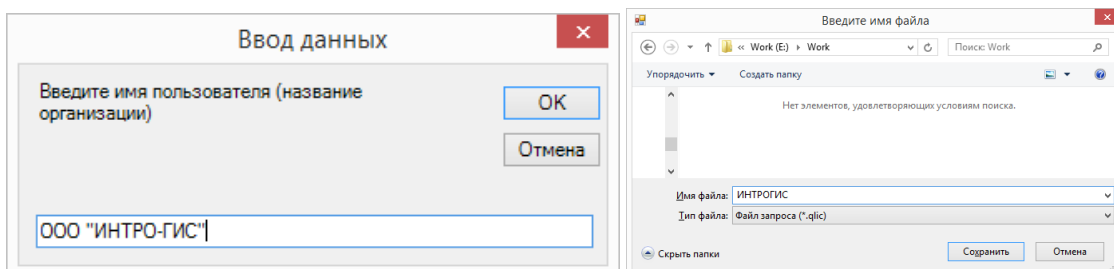 Ввод данных
Введите имя пользователя (название
организации)
OK
Отмена
ООО "ИНТРО-ГИС"
Введите имя файла
« Work (E:) Work
Поиск: Work
Упорядочить
Создать папку
Нет элементов, удовлетворяющих условиям поиска.
Имя файла: ИНТРОГИС
Тип файла: Файл запроса (*.qlic)
Скрыть папки
Сохранить
Отмена